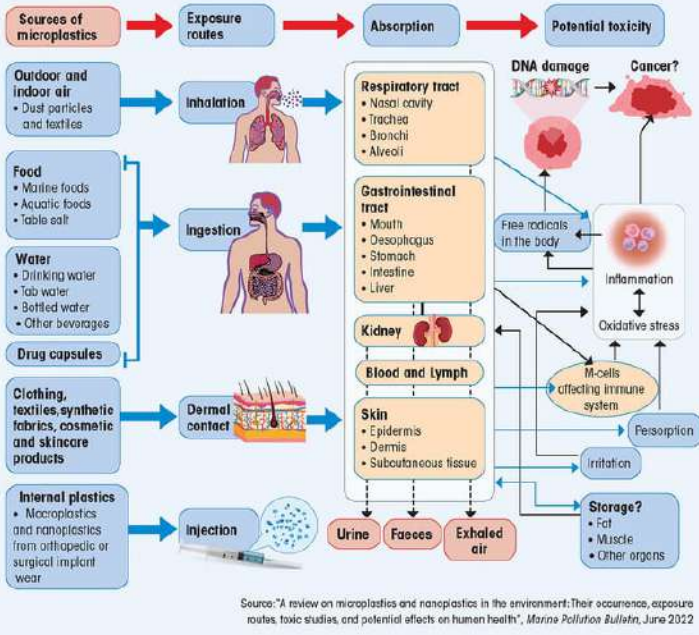 Sources of
microplastics
Exposure
routes
Absorption
Potential toxicity
Outdoor and
indoor air
• Dust particles
and textiles
Inhalation
Respiratory tract
• Nasal cavity
• Trachea
• Bronchi
• Alveoli
DNA damage
Cancer?
Food
• Marine foods
• Aquatic foods
• Table salt
Water
• Drinking water
• Tab water
• Bottled water
• Other beverages
Drug capsules
Ingestion
Gastrointestinal
tract
• Mouth
• Oesophagus
• Stomach
• Intestine
• Liver
Kidney
Blood and Lymph
Free radicals
in the body
Inflammation
Oxidative stress
M-cells
affecting immune
system
Persorption
Irritation
Clothing,
textiles,synthetic
fabrics, cosmetic
and skincare
products
Dermal
contact
Skin
• Epidermis
• Dermis
• Subcutaneous tissue
Internal plastics
• Macroplastics
and nanoplastics
from orthopedic or
surgical implant
wear
Injection
Urine
Faeces
Exhaled
air
Storage?
• Fat
• Muscle
• Other organs
Source:"A review on microplastics and nanoplastics in the environment:Their occurrence, exposure
routes, toxic studies, and potential effects on human health", Marine Pollution Bulletin, June 2022